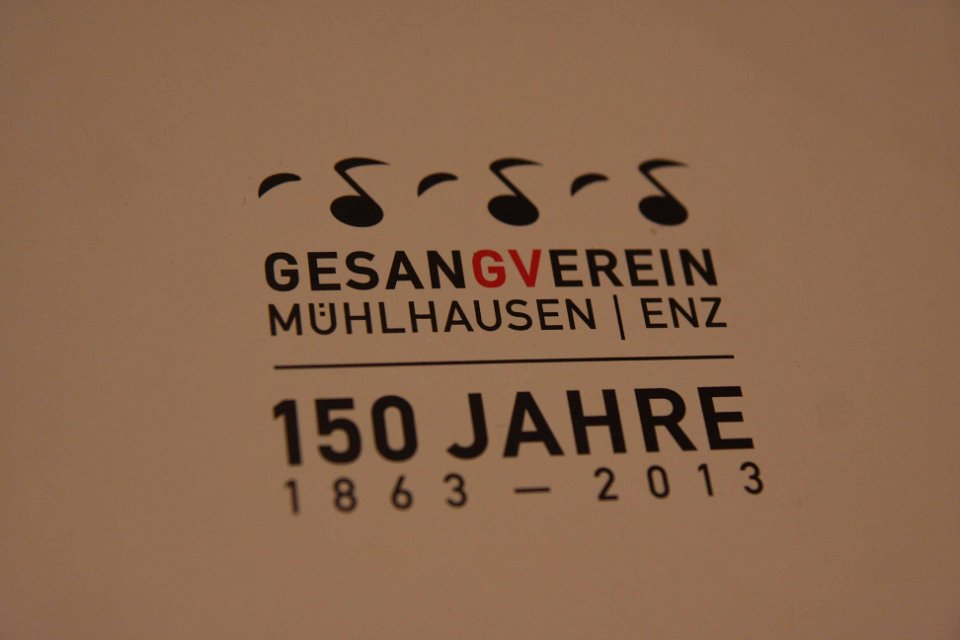 GESANGVEREIN
MÜHLHAUSEN | ENZ
150 JAHRE
1863 — 2013